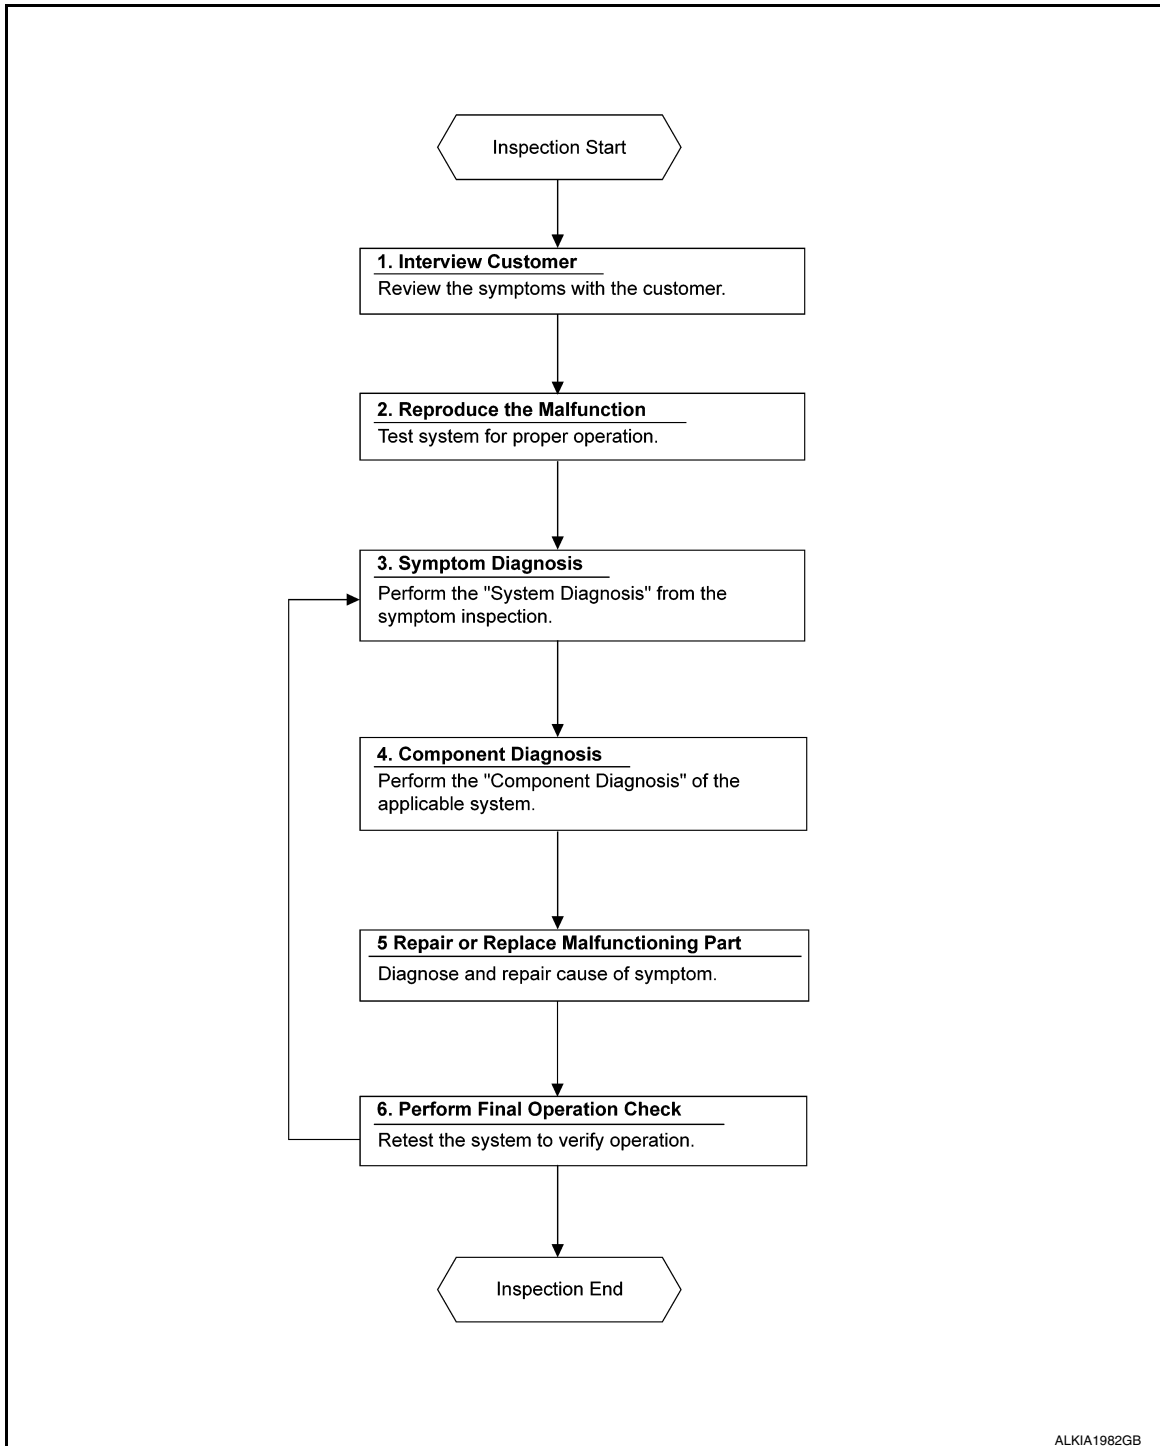 Inspection Start
1. Interview Customer
Review the symptoms with the customer.
2. Reproduce the Malfunction
Test system for proper operation.
3. Symptom Diagnosis
Perform the "System Diagnosis" from the
symptom inspection.
4. Component Diagnosis
Perform the "Component Diagnosis" of the
applicable system.
5 Repair or Replace Malfunctioning Part
Diagnose and repair cause of symptom.
6. Perform Final Operation Check
Retest the system to verify operation.
Inspection End
ALKIA1982GB